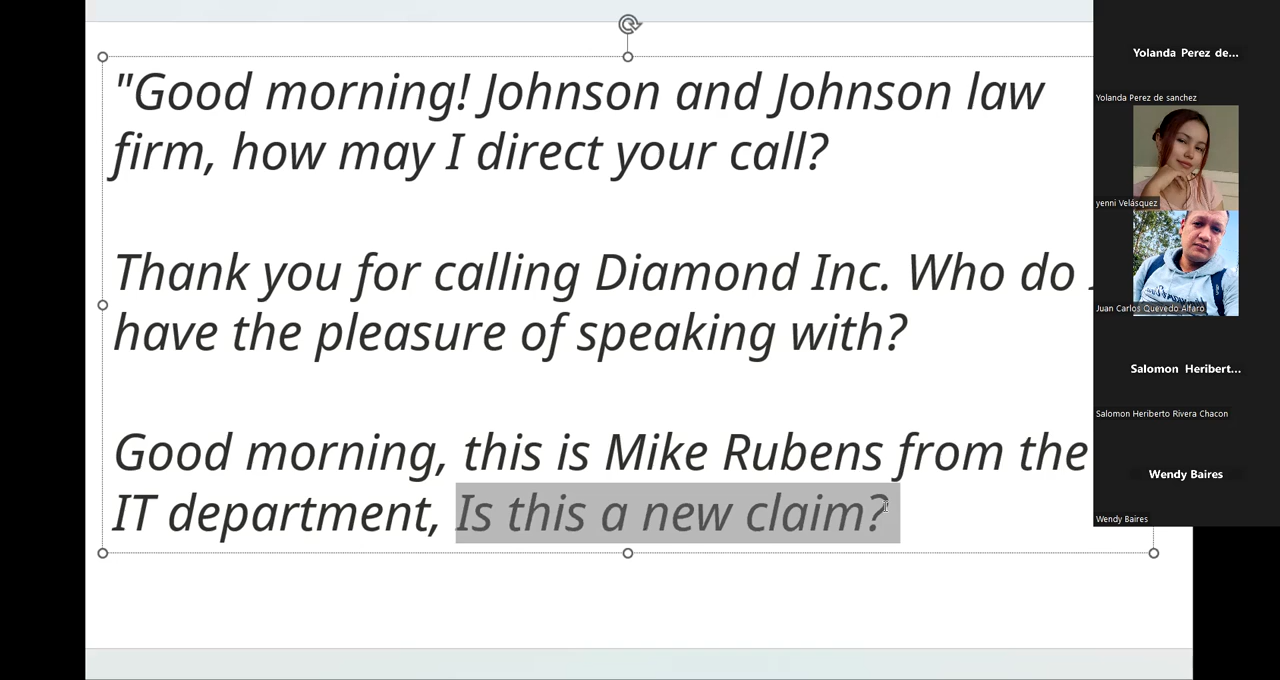 "Good morning! Johnson and Johnson law
firm, how may I direct your call?
Thank you for calling Diamond Inc. Who do
have the pleasure of speaking with?
Good morning, this is Mike Rubens from the
IT department, Is this a new claim?
Yolanda Perez de...
Yolanda Perez de sanchez
yenni Velásquez
Juan Carlos Quevedo Alfaro
Salomon Heribert...
Salomon Heriberto Rivera Chacon
Wendy Baires
Wendy Baires